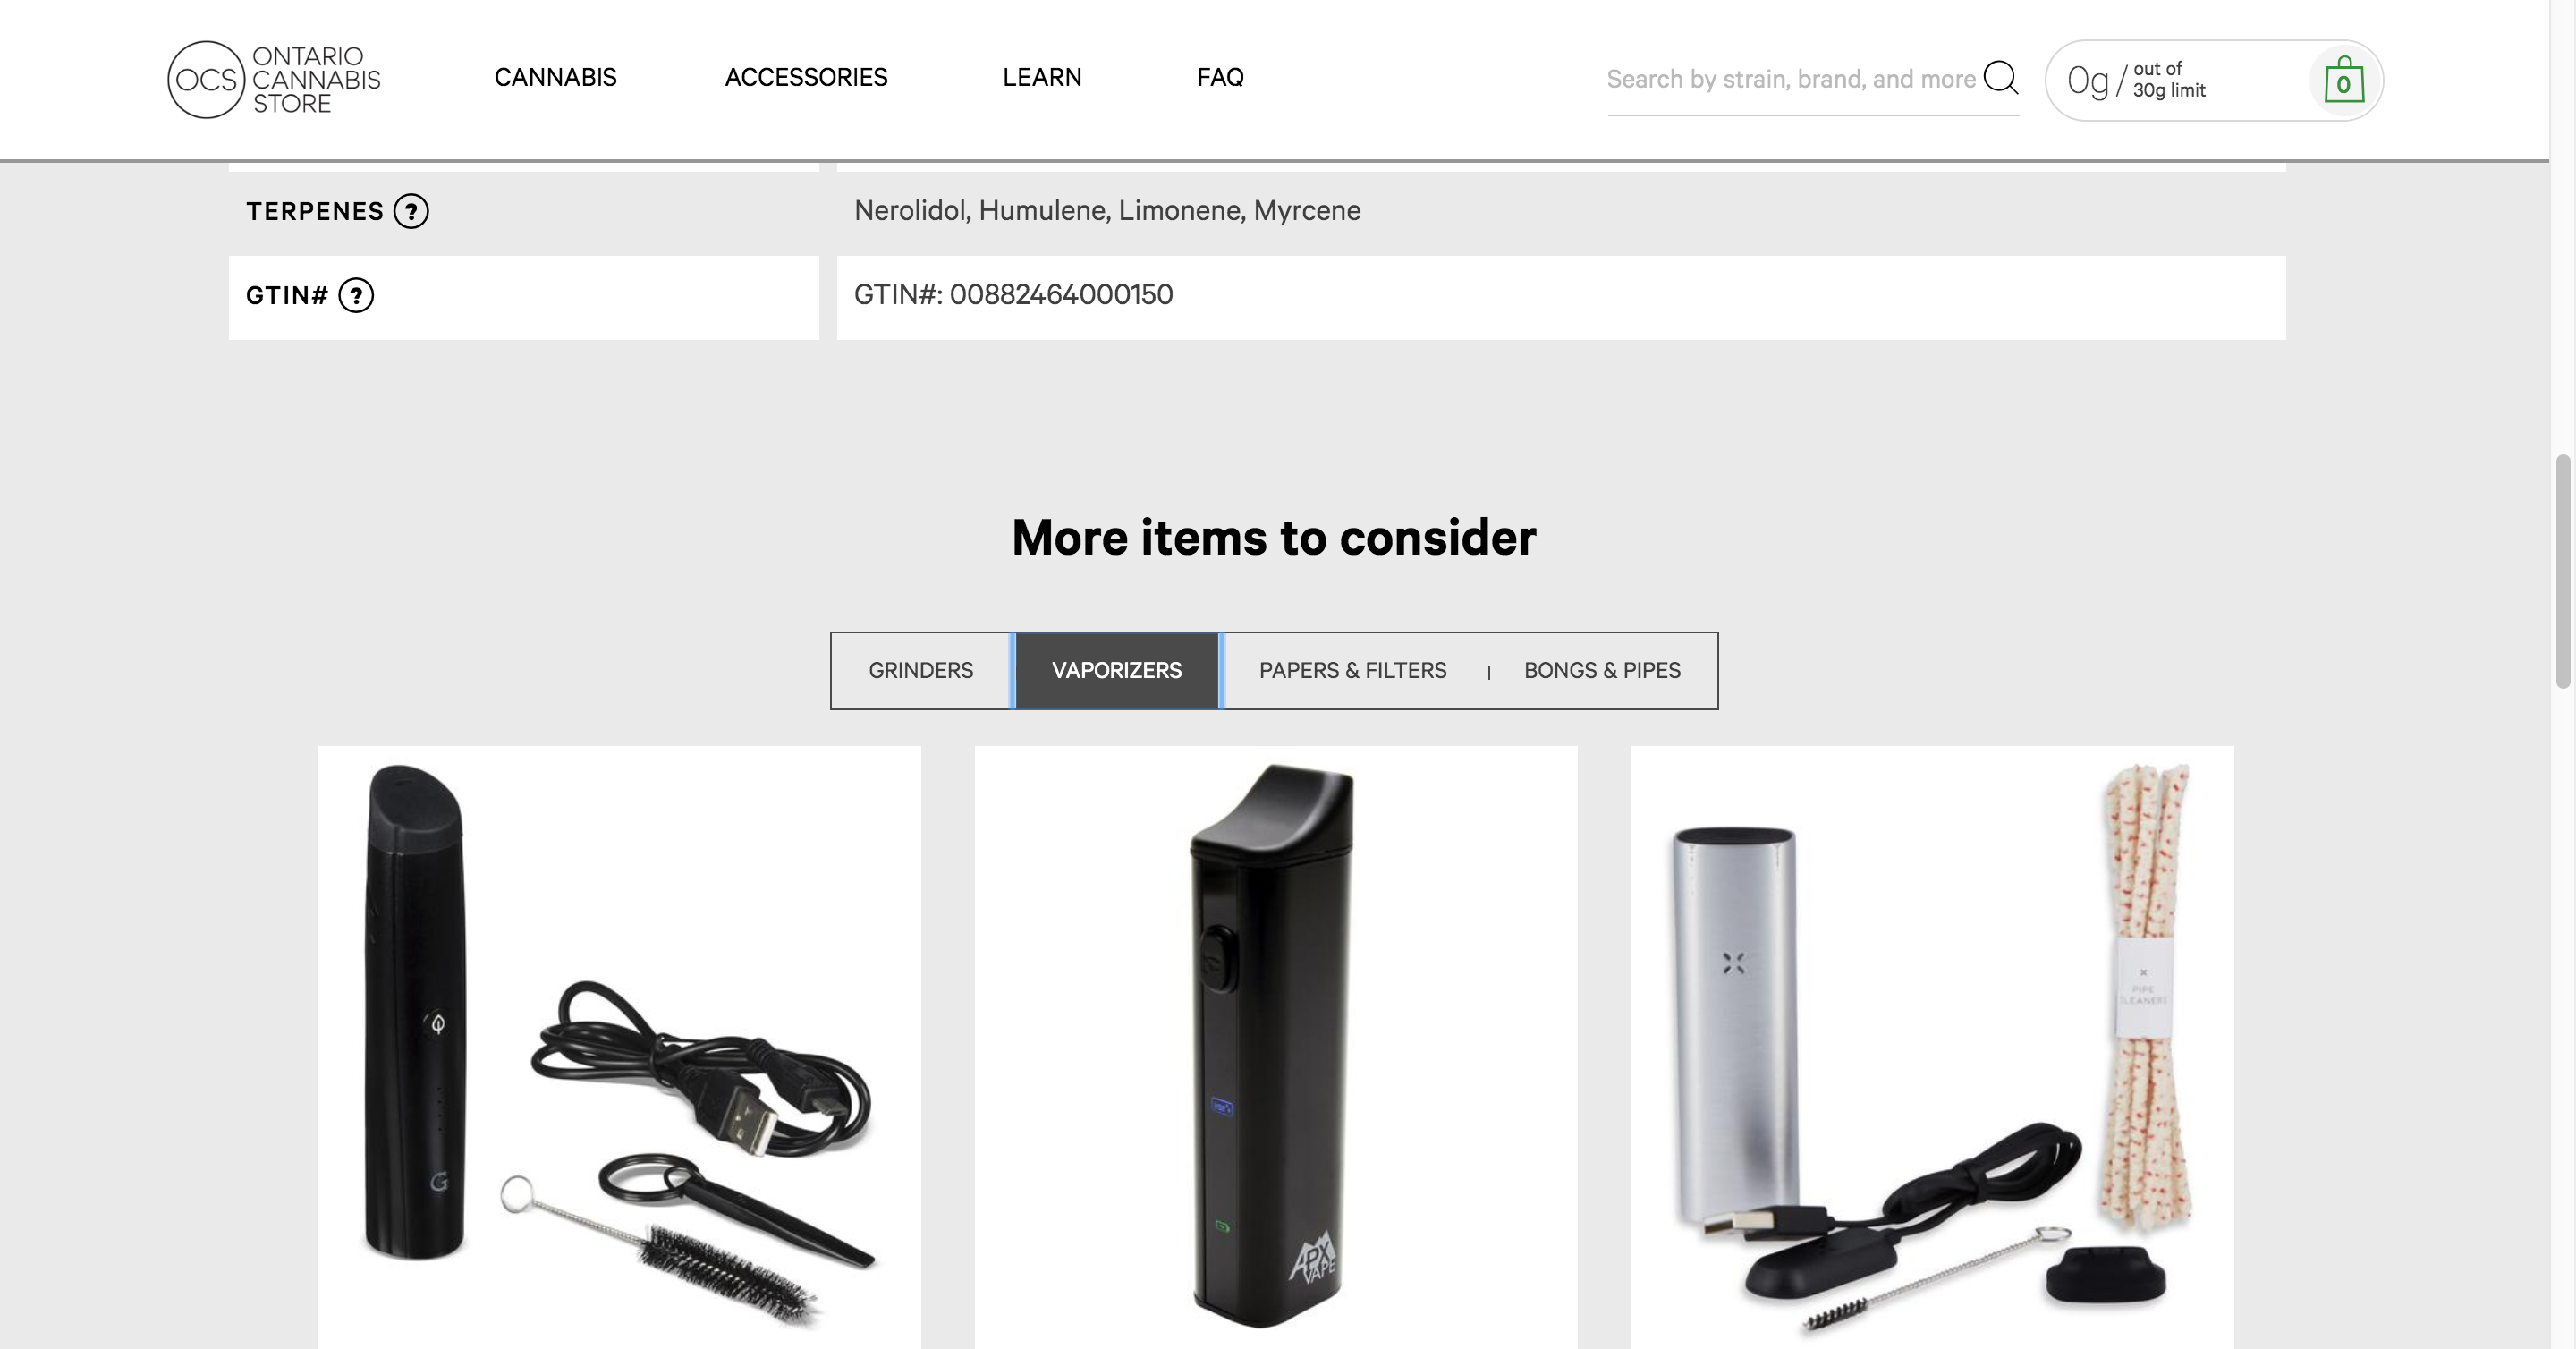 OCS
ONTARIO
CANNABIS
STORE
CANNABIS
ACCESSORIES
LEARN
FAQ
Search by strain, brand, and more
0g / out of
30g limit
0
TERPENES ?
Nerolidol, Humulene, Limonene, Myrcene
GTIN# ?
GTIN#: 00882464000150
More items to consider
GRINDERS
VAPORIZERS
PAPERS & FILTERS | BONGS & PIPES
G
APX
VAPE
PIPE
CLEANERS